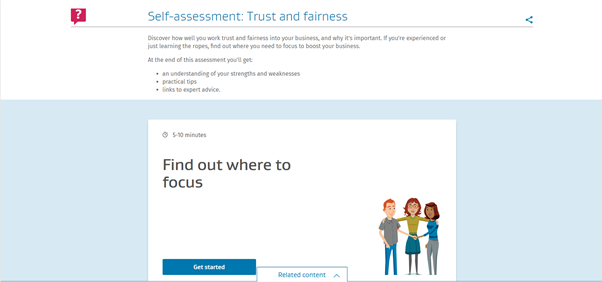 ?
Self-assessment: Trust and fairness
Discover how well you work trust and fairness into your business, and why it's important. If you're experienced or
just learning the ropes, find out where you need to focus to boost your business.
At the end of this assessment you'll get:
• an understanding of your strengths and weaknesses
• practical tips
• links to expert advice.
5-10 minutes
Find out where to
focus
Get started
Related content